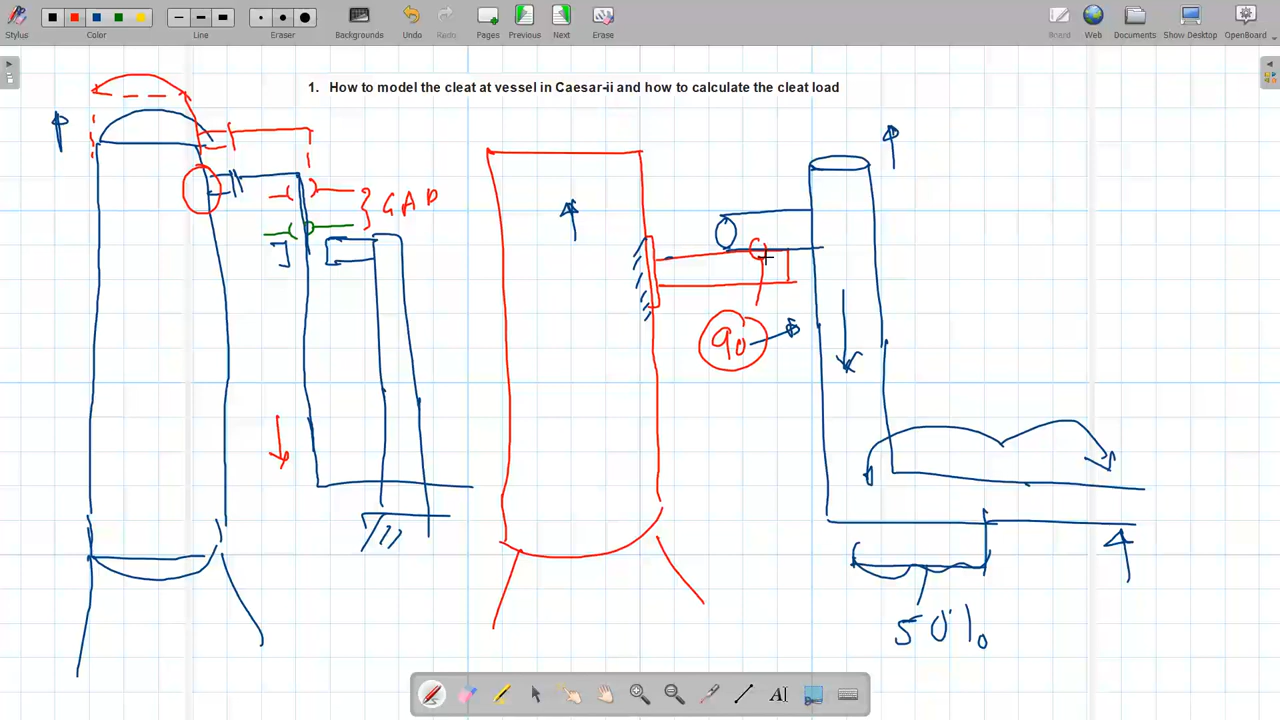 Stylus
Color
Line
Eraser
Backgrounds
Undo
Redo
Pages
Previous
Next
Erase
Board
Web
Documents
Show Desktop
OpenBoard
1. How to model the cleat at vessel in Caesar-ii and how to calculate the cleat load
GAP
90
50%